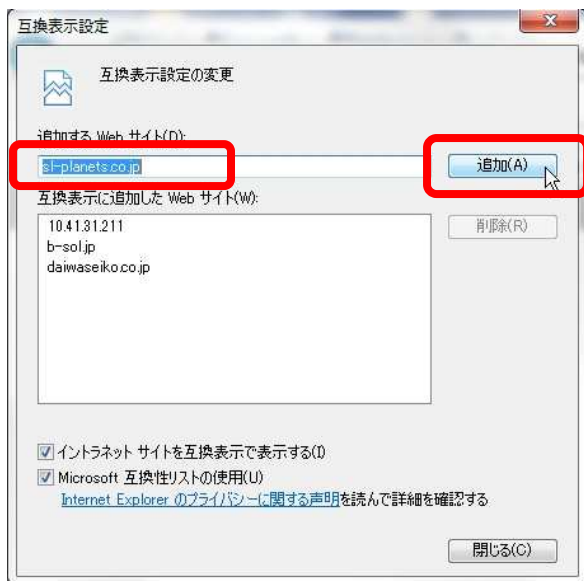 互換表示設定
互換表示設定の変更
追加する Web サイト(D):
sl-planets.co.jp
追加(A)
互換表示に追加した Web サイト(W):
10.41.31.211
b-sol.jp
daiwaseiko.co.jp
削除(R)
イントラネット サイトを互換表示で表示する(I)
Microsoft 互換性リストの使用(U)
Internet Explorer のプライバシーに関する声明を読んで詳細を確認する
閉じる(C)